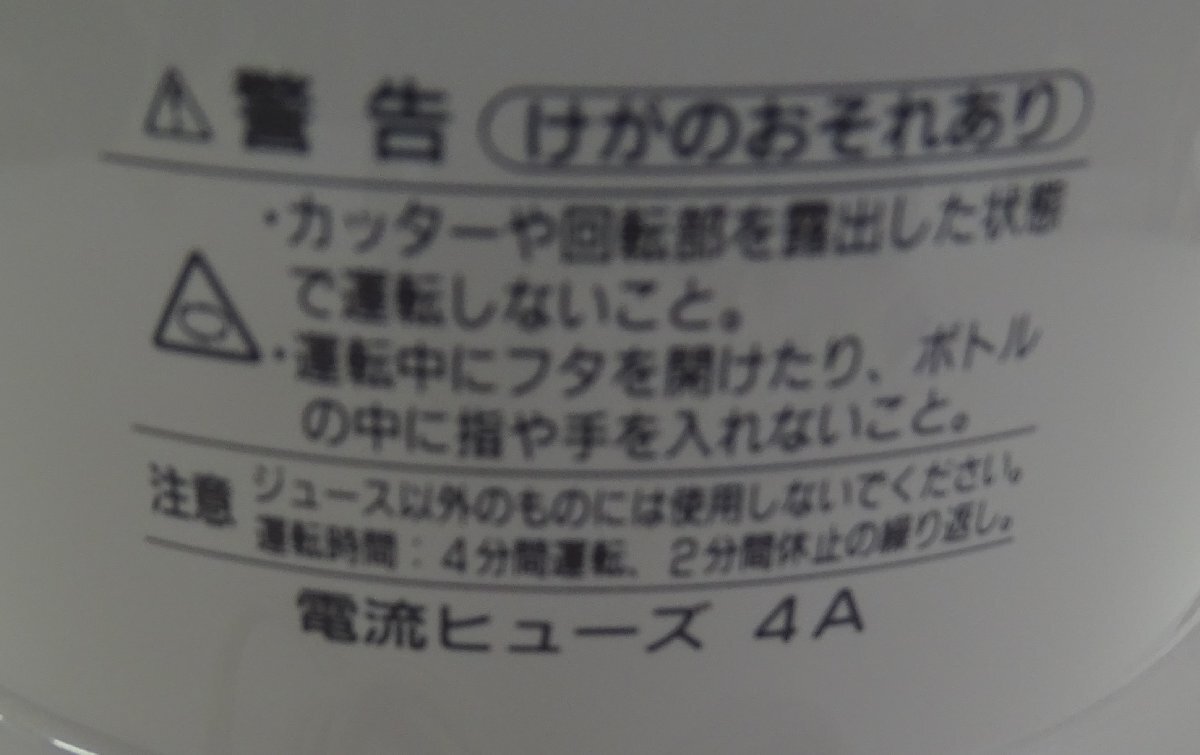 ⚠ 警告 けがのおそれあり
・カッターや回転部を露出した状態
で運転しないこと。
・運転中にフタを開けたり、ボトル
の中に指や手を入れないこと。
注意 ジュース以外のものには使用しないでください。
運転時間：4分間運転、2分間休止の繰り返し。
電流ヒューズ 4A